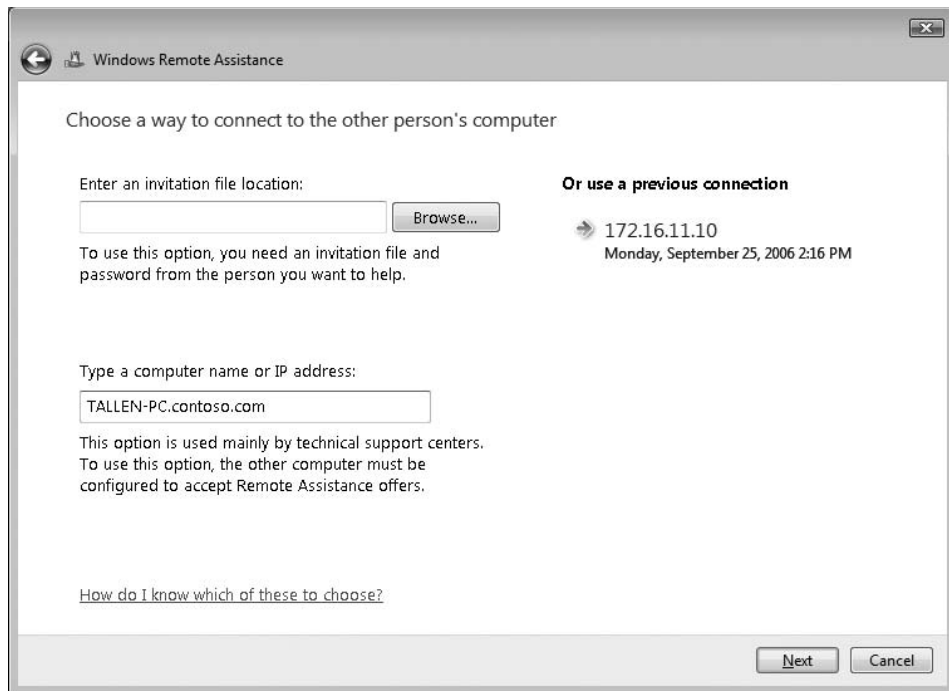 Windows Remote Assistance
Choose a way to connect to the other person's computer
Enter an invitation file location:
Browse...
To use this option, you need an invitation file and
password from the person you want to help.
Or use a previous connection
172.16.11.10
Monday, September 25, 2006 2:16 PM
Type a computer name or IP address:
TALLEN-PC.contoso.com
This option is used mainly by technical support centers.
To use this option, the other computer must be
configured to accept Remote Assistance offers.
How do I know which of these to choose?
Next
Cancel